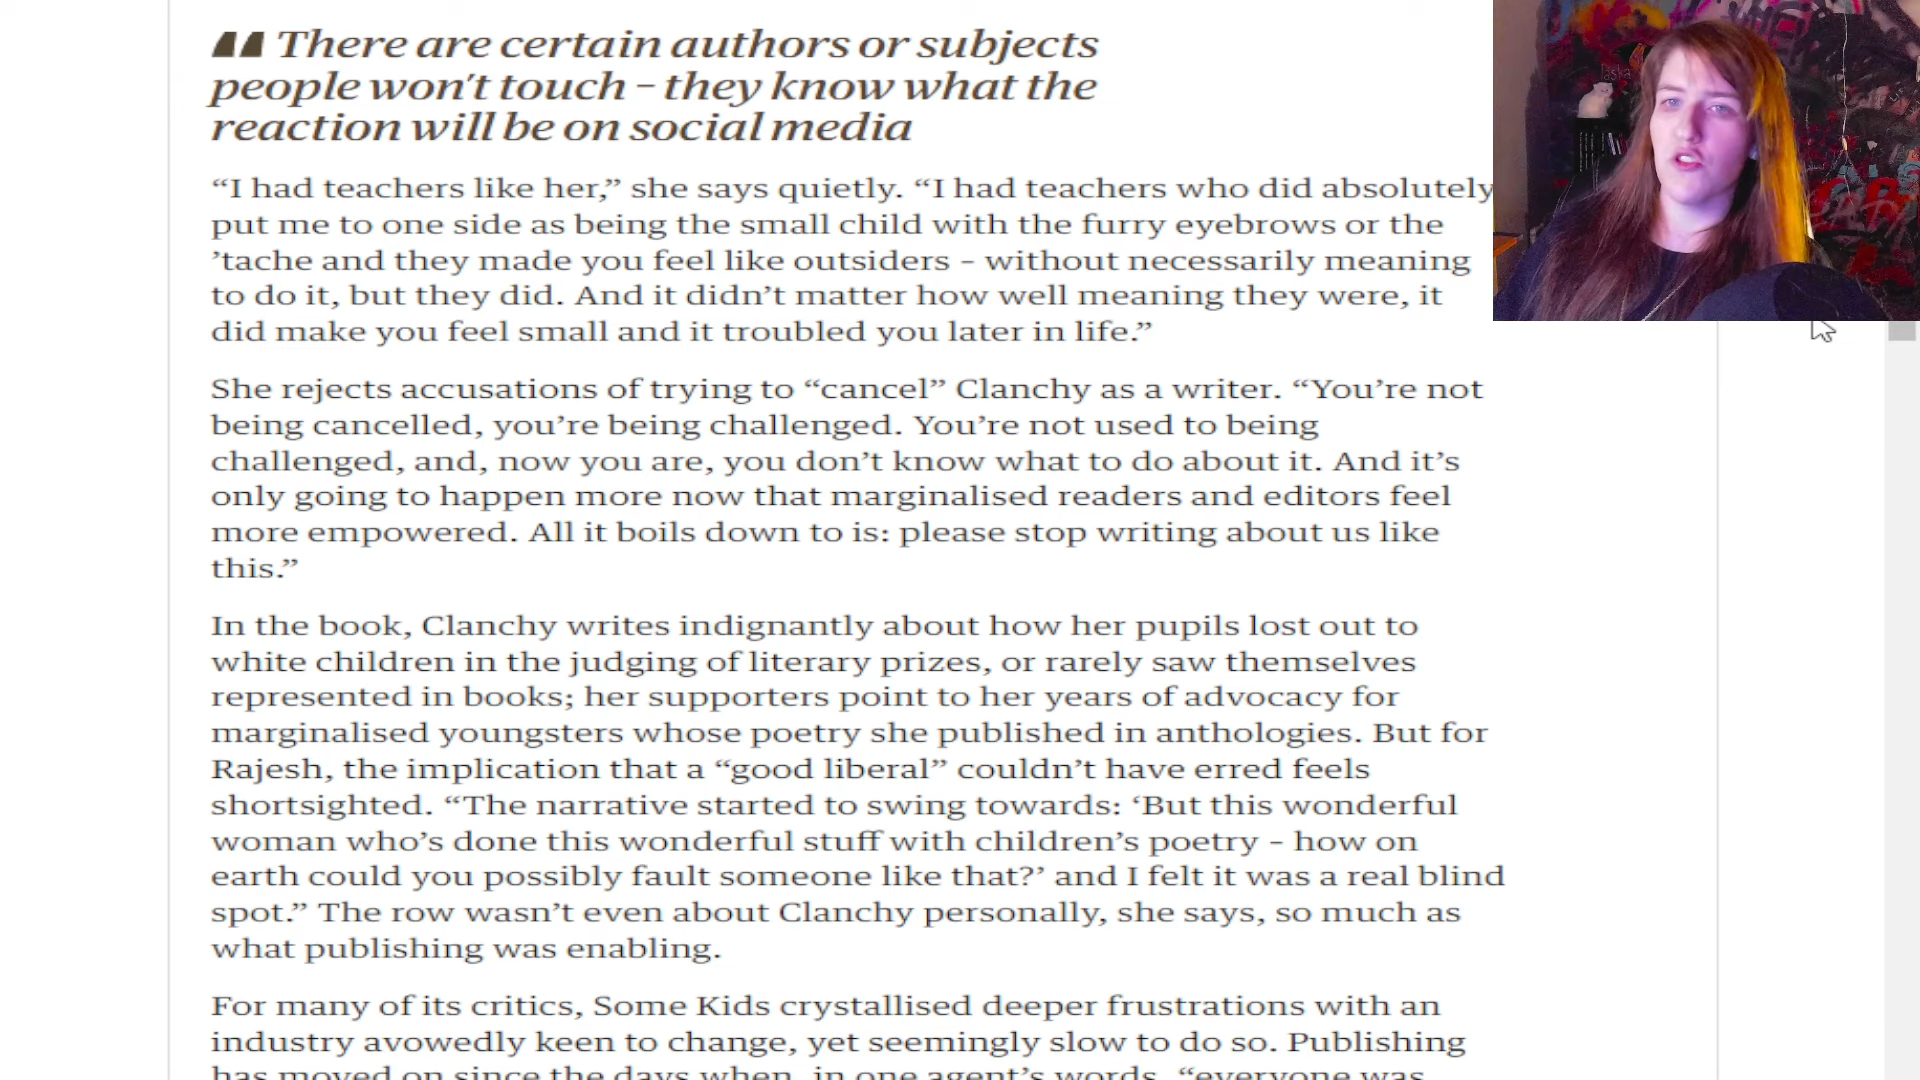 There are certain authors or subjects
people won't touch – they know what the
reaction will be on social media
“I had teachers like her,” she says quietly. “I had teachers who did absolutely
put me to one side as being the small child with the furry eyebrows or the
’tache and they made you feel like outsiders – without necessarily meaning
to do it, but they did. And it didn’t matter how well meaning they were, it
did make you feel small and it troubled you later in life.”
She rejects accusations of trying to “cancel” Clanchy as a writer. “You’re not
being cancelled, you’re being challenged. You’re not used to being
challenged, and, now you are, you don’t know what to do about it. And it’s
only going to happen more now that marginalised readers and editors feel
more empowered. All it boils down to is: please stop writing about us like
this.”
In the book, Clanchy writes indignantly about how her pupils lost out to
white children in the judging of literary prizes, or rarely saw themselves
represented in books; her supporters point to her years of advocacy for
marginalised youngsters whose poetry she published in anthologies. But for
Rajesh, the implication that a “good liberal” couldn’t have erred feels
shortsighted. “The narrative started to swing towards: ‘But this wonderful
woman who’s done this wonderful stuff with children’s poetry – how on
earth could you possibly fault someone like that?’ and I felt it was a real blind
spot.” The row wasn’t even about Clanchy personally, she says, so much as
what publishing was enabling.
For many of its critics, Some Kids crystallised deeper frustrations with an
industry avowedly keen to change, yet seemingly slow to do so. Publishing
has moved on since the days when, in one agent’s words, “everyone was